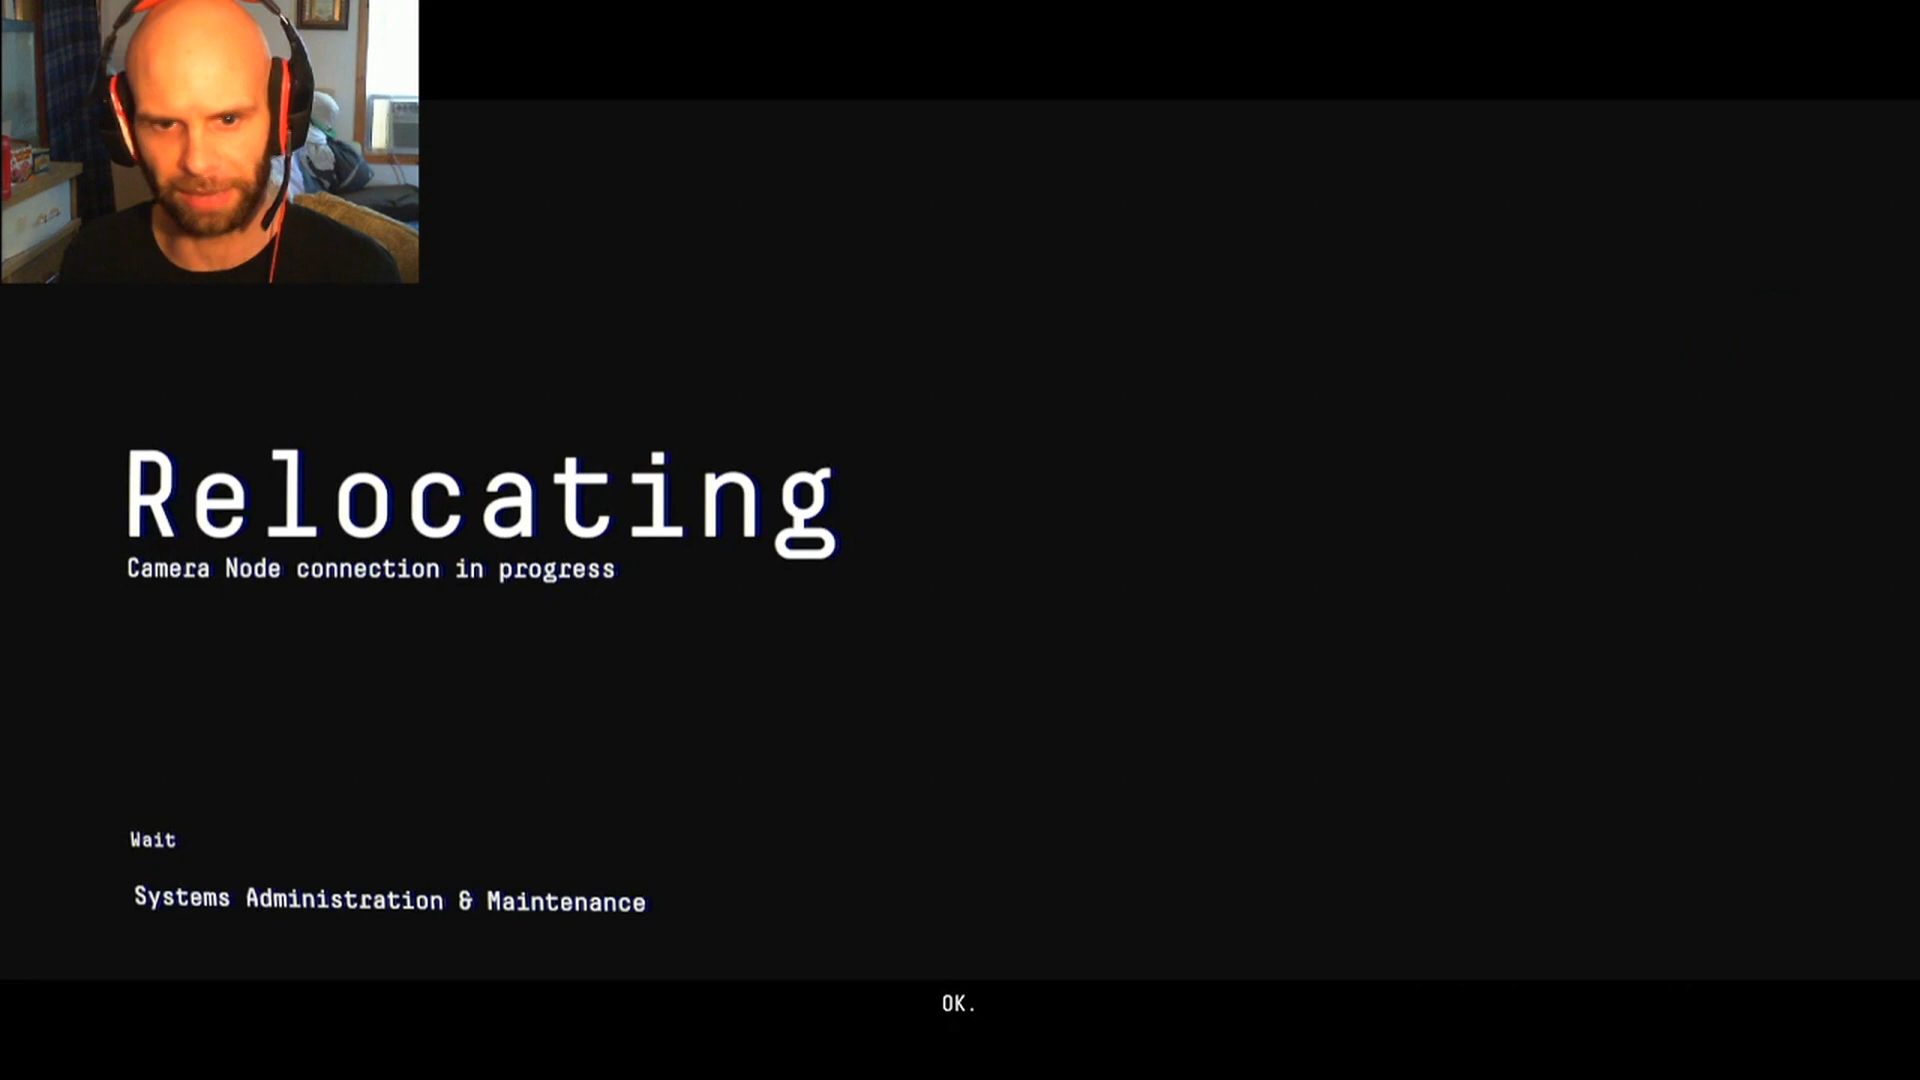 Relocating
Camera Node connection in progress
Wait
Systems Administration & Maintenance
OK.